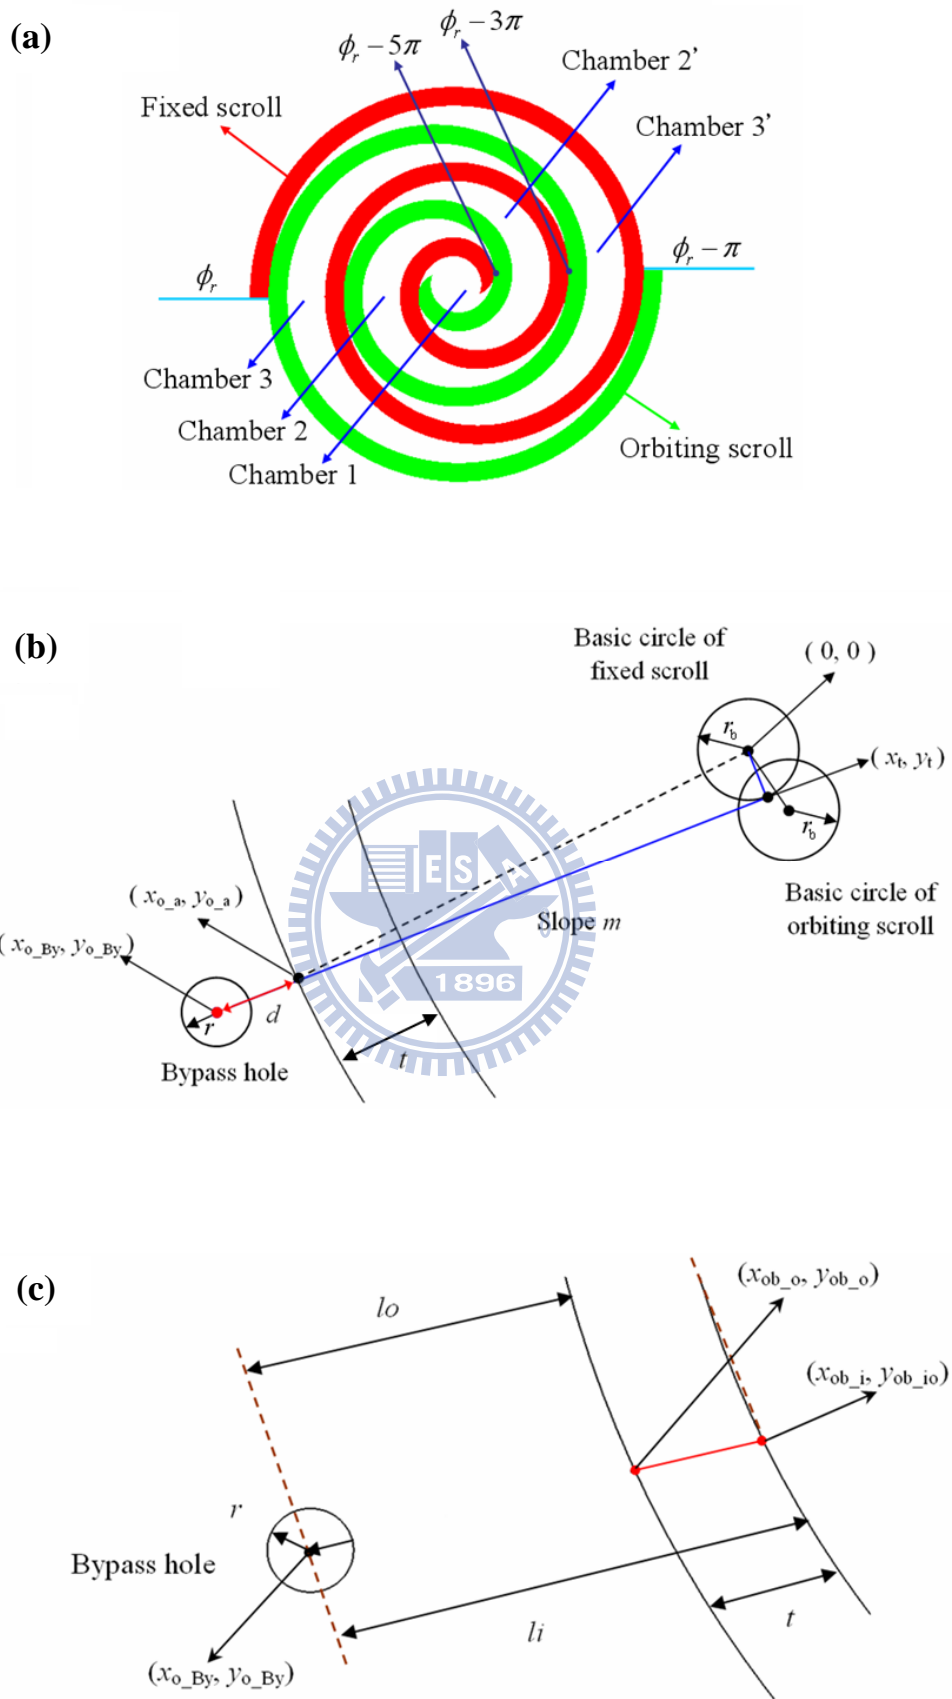 (a)
ϕr − 5π
ϕr − 3π
Chamber 2’
Fixed scroll
Chamber 3’
ϕr
ϕr − π
Chamber 3
Chamber 2
Chamber 1
Orbiting scroll
(b)
Basic circle of
fixed scroll
( 0, 0 )
rb
( xt, yt )
rb
ES A
( xo_a, yo_a )
Basic circle of
orbiting scroll
Slope m
( xo_By, yo_By )
1896
r
d
t
Bypass hole
(c)
(xob_o, yob_o)
lo
(xob_i, yob_io)
r
Bypass hole
li
t
(xo_By, yo_By)